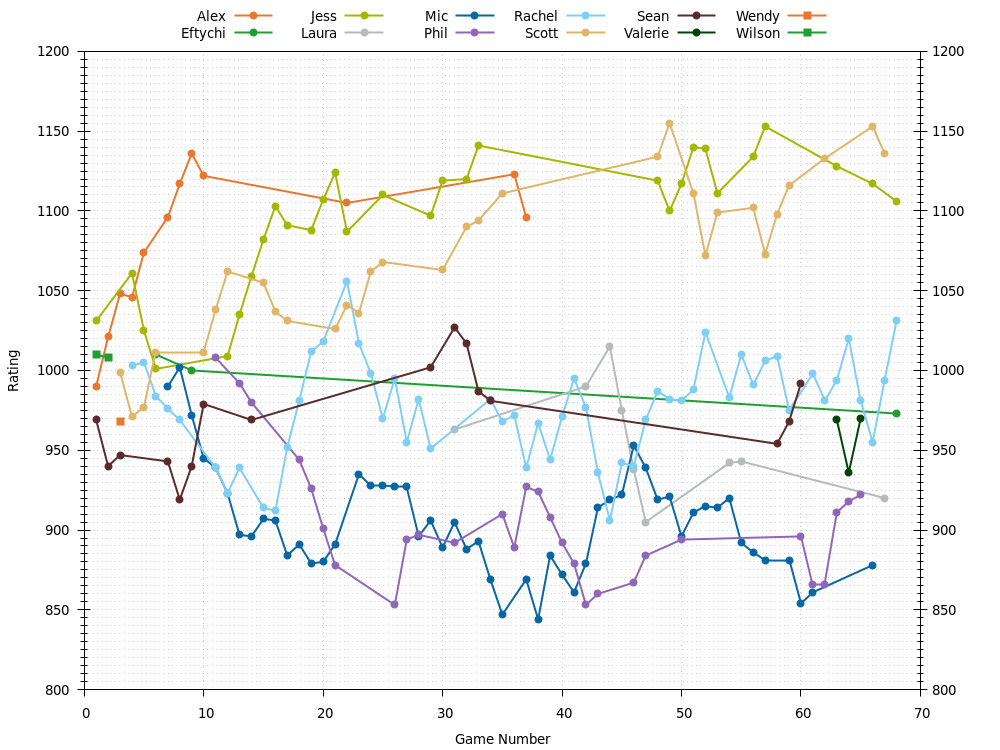 Alex Jess Mic Rachel Sean Wendy
Eftychi Laura Phil Scott Valerie Wilson
1200 1200
1150 1150
1100 1100
1050 1050
1000 1000
950 950
900 900
850 850
800 800
Rating
0 10 20 30 40 50 60 70
Game Number